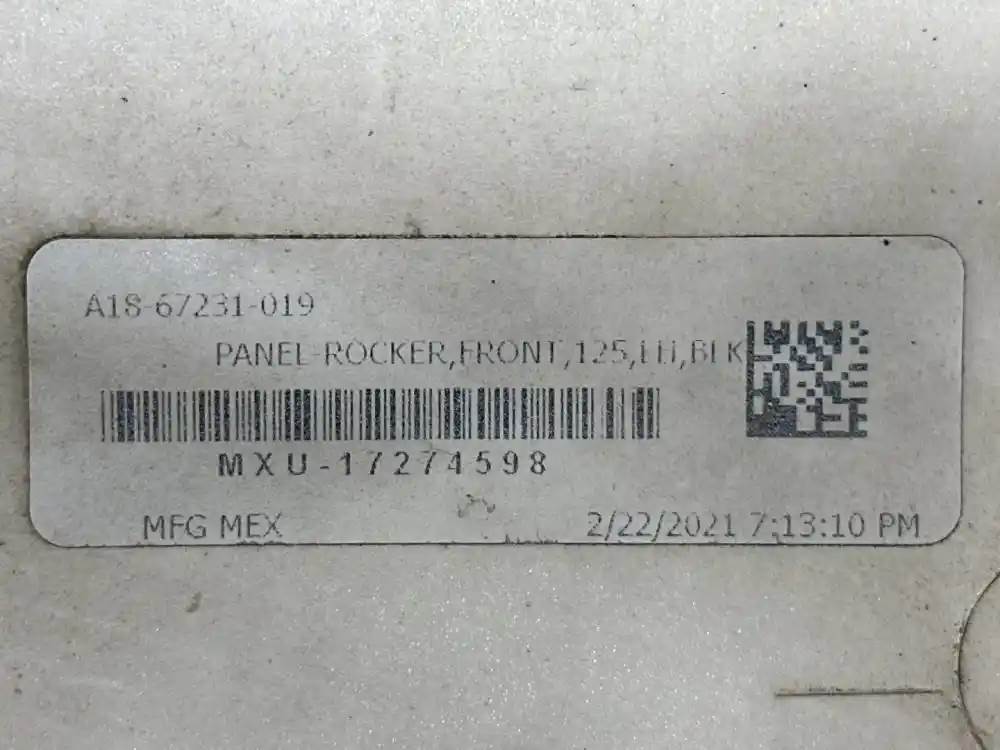 A18-67231-019
PANEL-ROCKER,FRONT,125,LH,BLK
MXU-17274598
MFG MEX
2/22/2021 7:13:10 PM